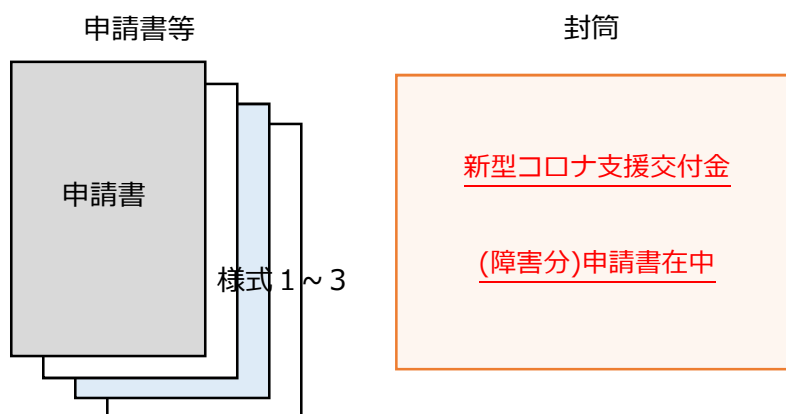 申請書等
封筒
新型コロナ支援交付金
申請書
(障害分)申請書在中
様式１～３